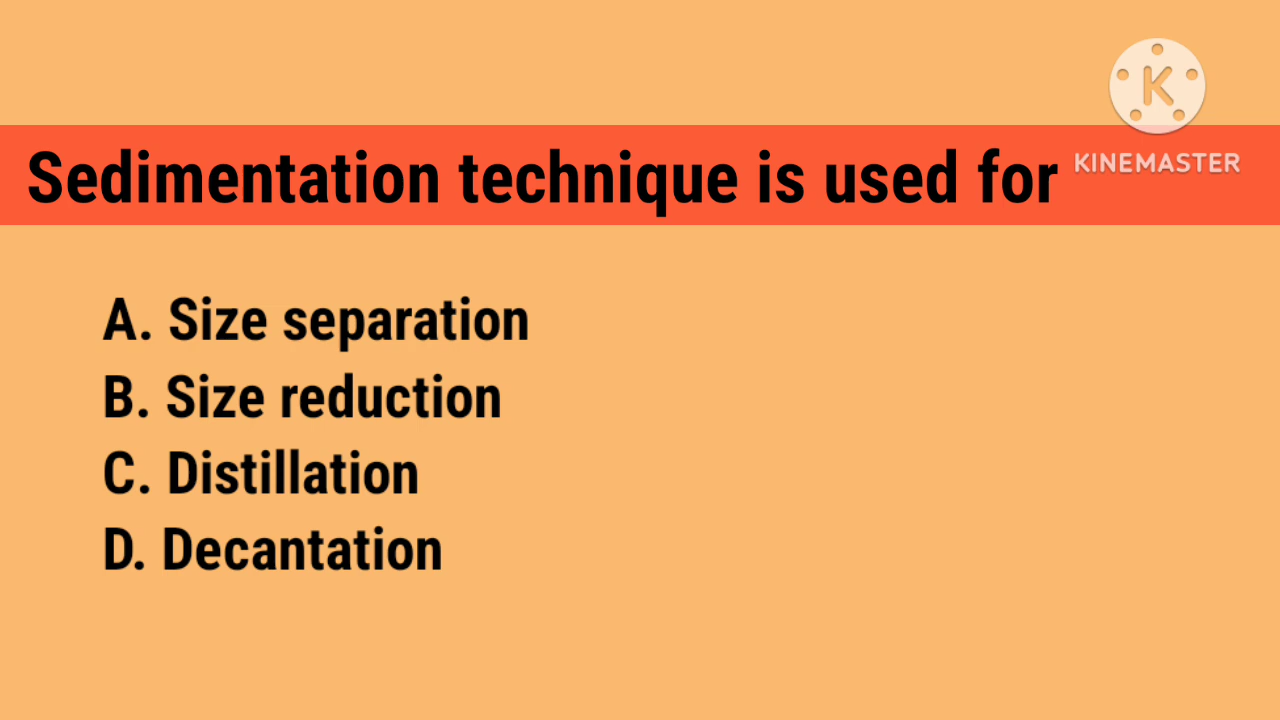 K
KINEMASTER
Sedimentation technique is used for
A. Size separation
B. Size reduction
C. Distillation
D. Decantation